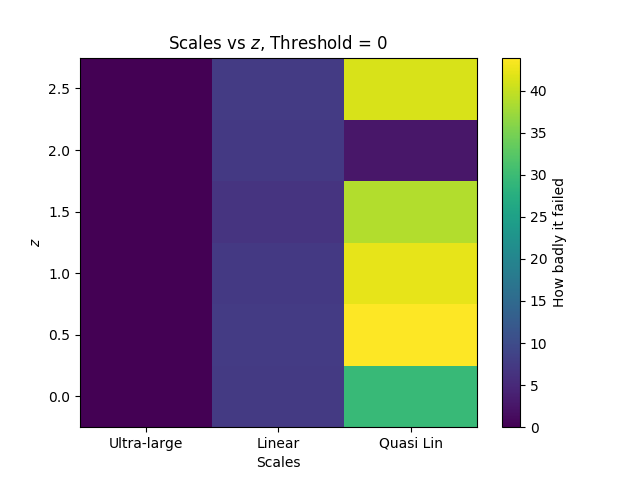 Scales vs z, Threshold = 0
2.5
2.0
1.5
1.0
0.5
0.0
z
Ultra-large
Linear
Quasi Lin
Scales
40
35
30
25
20
15
10
5
0
How badly it failed